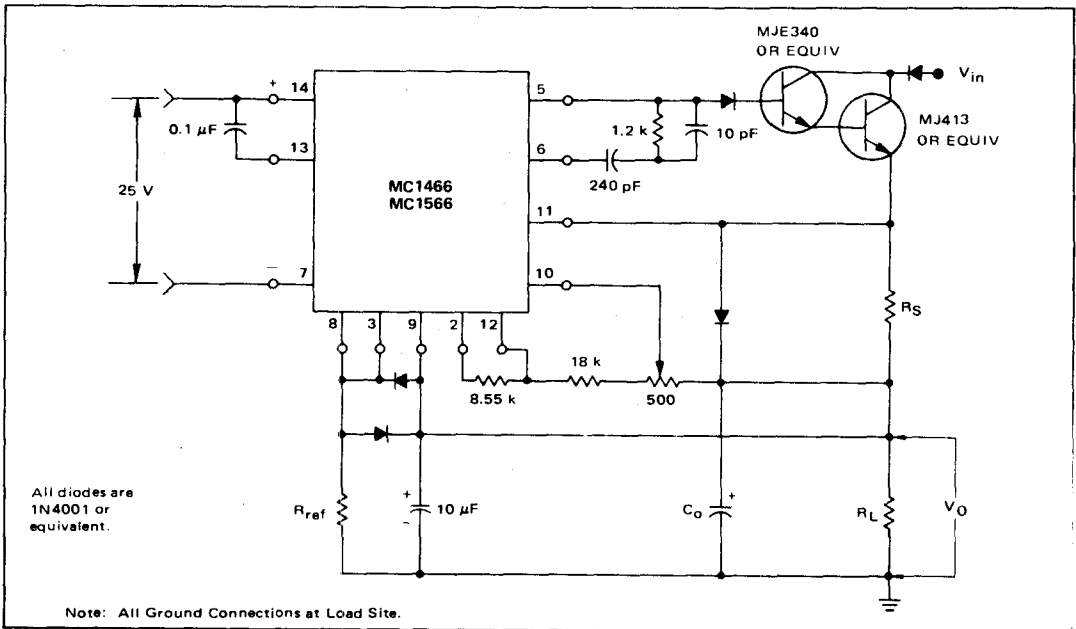 MJE340
OR EQUIV
Vin
MJ413
OR EQUIV
+
14
5
1.2 k
10 pF
0.1 µF
13
6
240 pF
25 V
MC1466
MC1566
11
−
7
10
RS
8
3
9
2
12
18 k
8.55 k
500
All diodes are
1N4001 or
equivalent.
Rref
+
10 µF
−
Co
+
RL
VO
Note: All Ground Connections at Load Site.